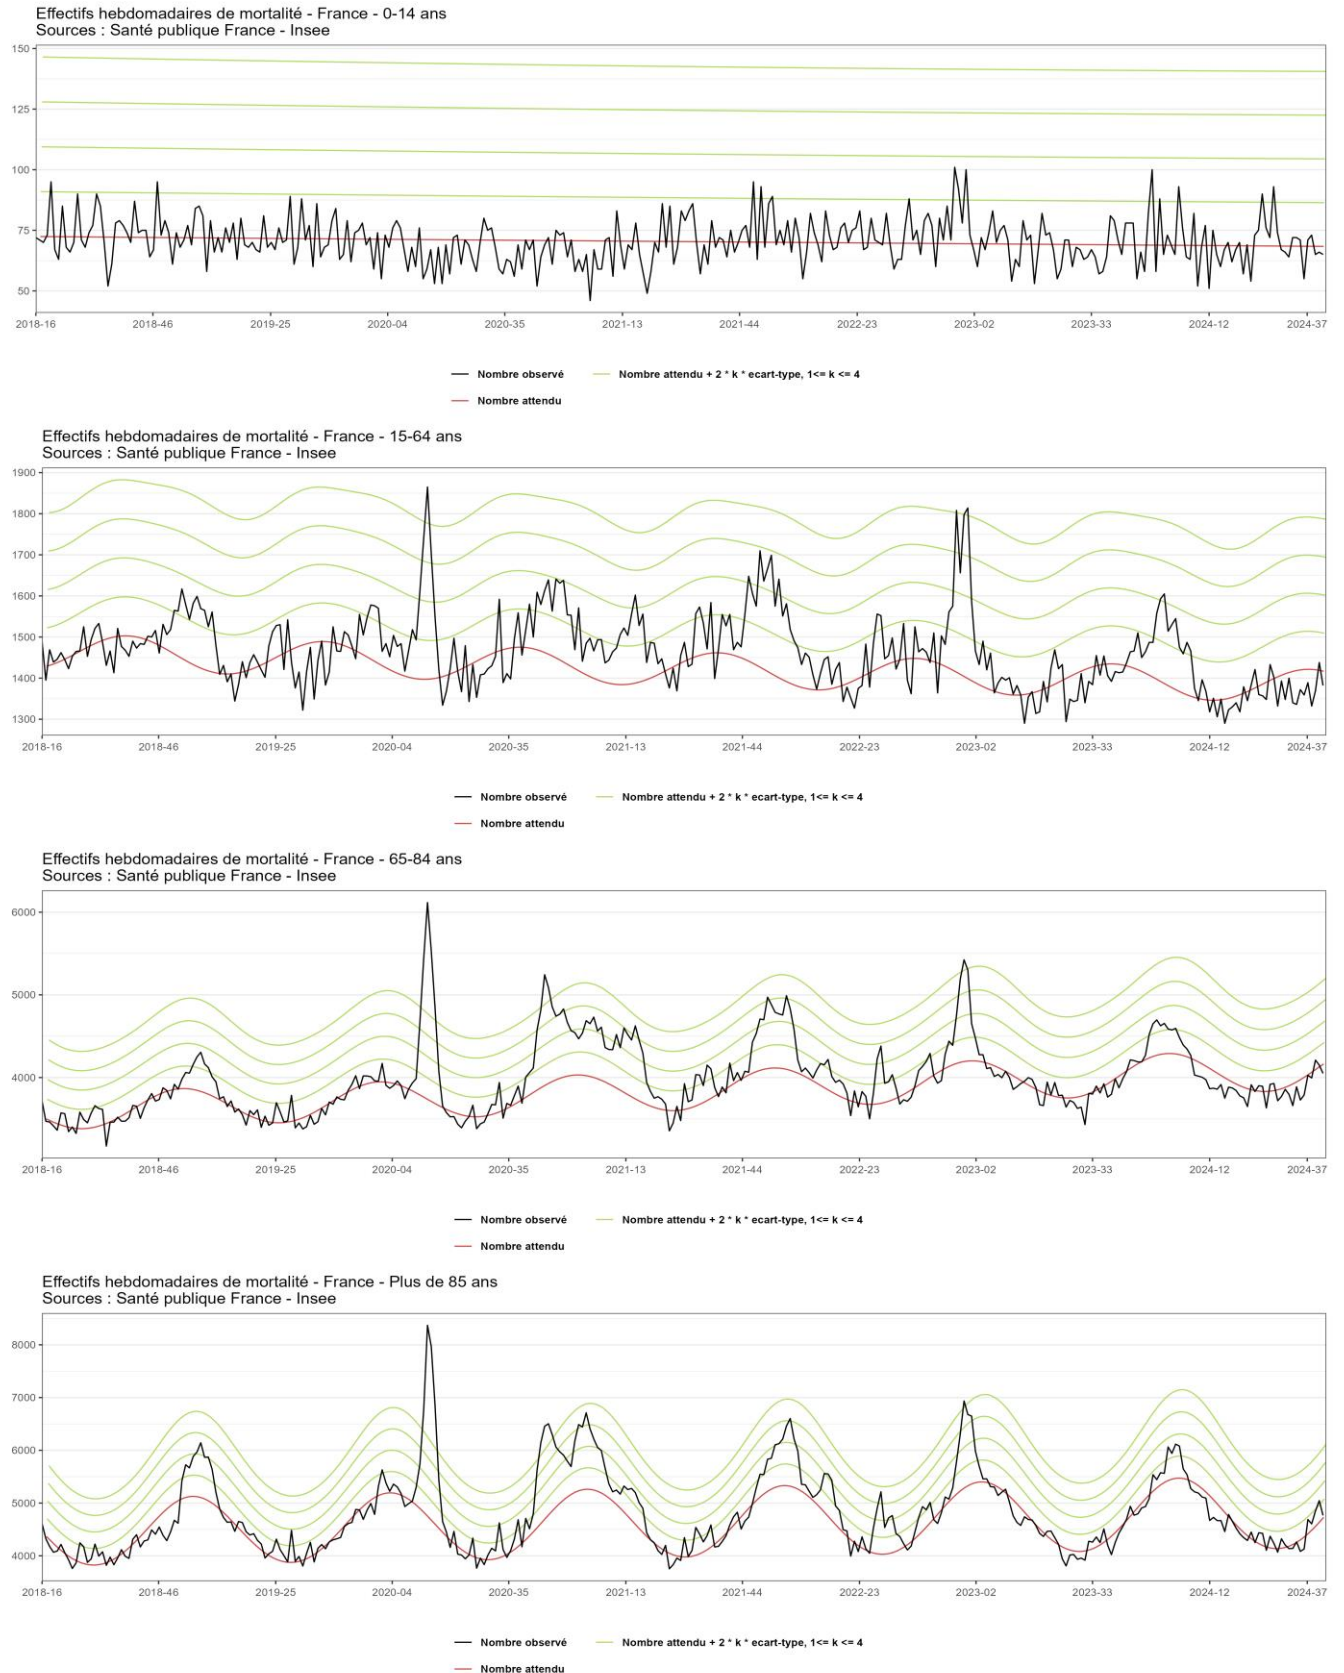 Effectifs hebdomadaires de mortalité - France - 0-14 ans
Sources : Santé publique France - Insee
150
125
100
75
50
2018-16 2018-46 2019-25 2020-04 2020-35 2021-13 2021-44 2022-23 2023-02 2023-33 2024-12 2024-37
Nombre observé Nombre attendu + 2 * k * ecart-type, 1<= k <= 4
Nombre attendu
Effectifs hebdomadaires de mortalité - France - 15-64 ans
Sources : Santé publique France - Insee
1900
1800
1700
1600
1500
1400
1300
2018-16 2018-46 2019-25 2020-04 2020-35 2021-13 2021-44 2022-23 2023-02 2023-33 2024-12 2024-37
Nombre observé Nombre attendu + 2 * k * ecart-type, 1<= k <= 4
Nombre attendu
Effectifs hebdomadaires de mortalité - France - 65-84 ans
Sources : Santé publique France - Insee
6000
5000
4000
2018-16 2018-46 2019-25 2020-04 2020-35 2021-13 2021-44 2022-23 2023-02 2023-33 2024-12 2024-37
Nombre observé Nombre attendu + 2 * k * ecart-type, 1<= k <= 4
Nombre attendu
Effectifs hebdomadaires de mortalité - France - Plus de 85 ans
Sources : Santé publique France - Insee
8000
7000
6000
5000
4000
2018-16 2018-46 2019-25 2020-04 2020-35 2021-13 2021-44 2022-23 2023-02 2023-33 2024-12 2024-37
Nombre observé Nombre attendu + 2 * k * ecart-type, 1<= k <= 4
Nombre attendu